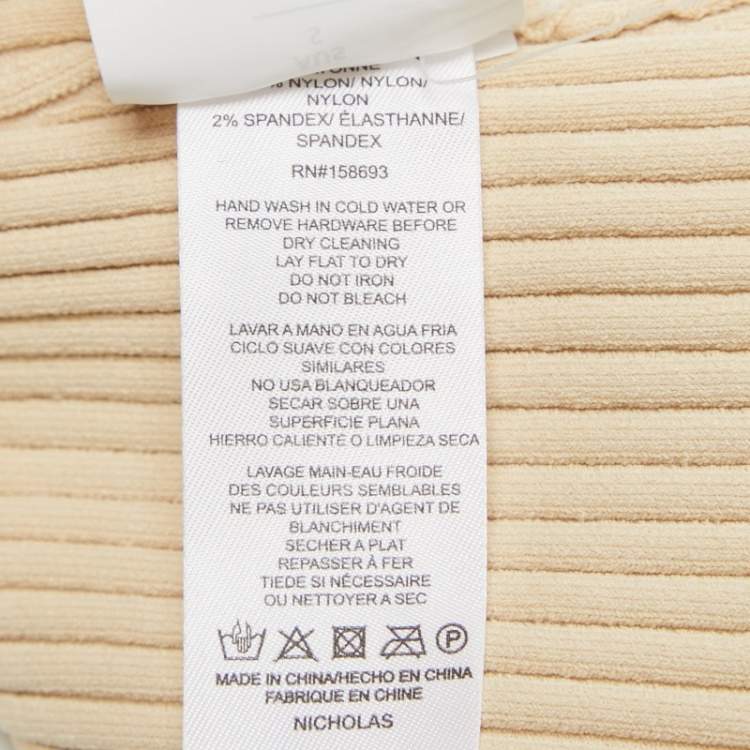 NYLON/ NYLON/
NYLON
2% SPANDEX/ ÉLASTHANNE/
SPANDEX
RN#158693
HAND WASH IN COLD WATER OR
REMOVE HARDWARE BEFORE
DRY CLEANING
LAY FLAT TO DRY
DO NOT IRON
DO NOT BLEACH
LAVAR A MANO EN AGUA FRIA
CICLO SUAVE CON COLORES
SIMILARES
NO USA BLANQUEADOR
SECAR SOBRE UNA
SUPERFICIE PLANA
HIERRO CALIENTE O LIMPIEZA SECA
LAVAGE MAIN-EAU FROIDE
DES COULEURS SEMBLABLES
NE PAS UTILISER D'AGENT DE
BLANCHIMENT
SECHER A PLAT
REPASSER À FER
TIEDE SI NÉCESSAIRE
OU NETTOYER A SEC
P
MADE IN CHINA/HECHO EN CHINA
FABRIQUE EN CHINE
NICHOLAS